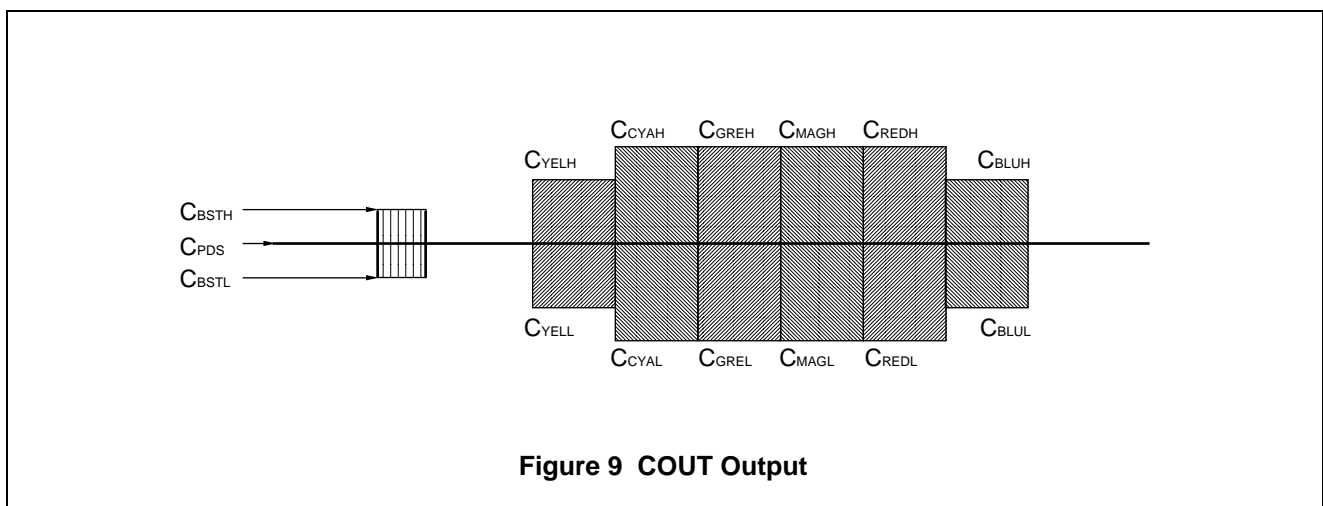 CCYAH CGREH CMAGH CREDH
CYELH CBLUH
CBSTH
CPDS
CBSTL
CYELL CBLUL
CCYAL CGREL CMAGL CREDL
Figure 9 COUT Output